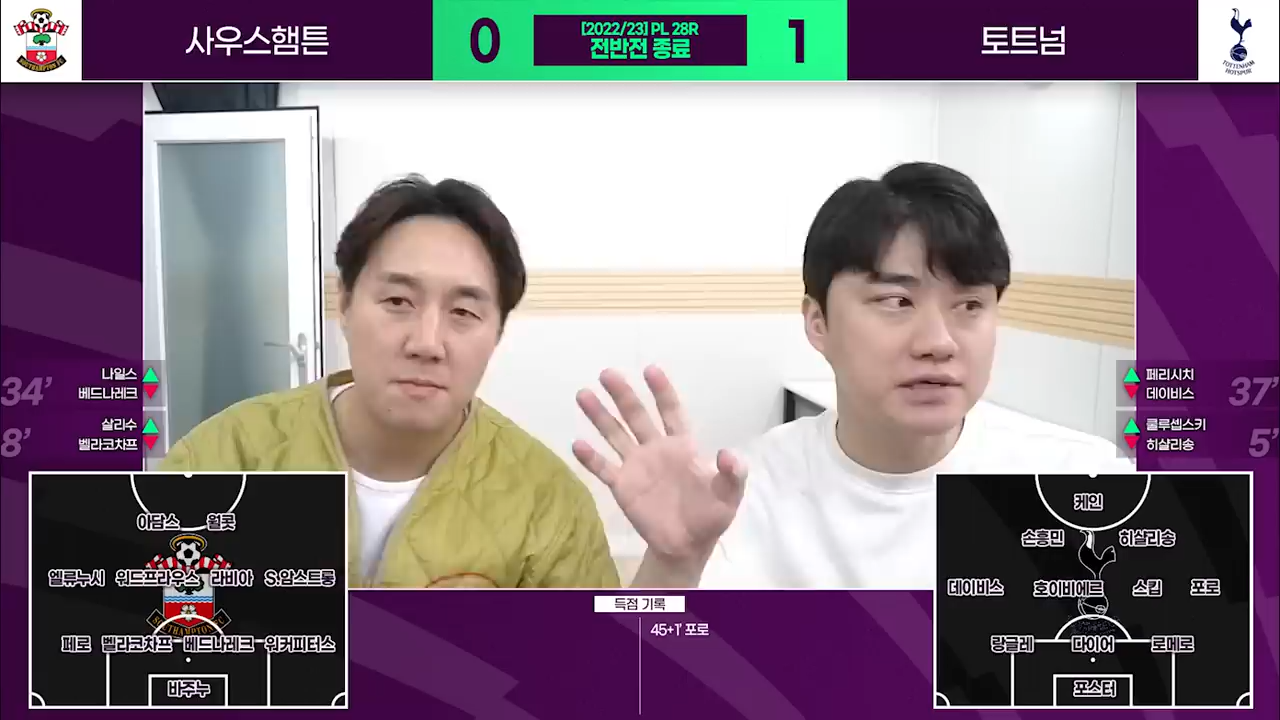 사우스햄튼
0
[2022/23] PL 28R
전반전 종료
1
토트넘
SOUTHAMPTON FC
TOTTENHAM
HOTSPUR
34’
나일스
베드나레크
8’
살리수
벨라코차프
페리시치
데이비스
37’
쿨루셉스키
히샬리송
5’
아담스 월콧
엘류누시 워드프라우스 라비아 S.암스트롱
페로 벨라코차프 베드나레크 워커피터스
바주누
득점 기록
45+1’ 포로
케인
손흥민 히샬리송
데이비스 호이비에르 스킵 포로
랑글레 다이어 로메로
포스터